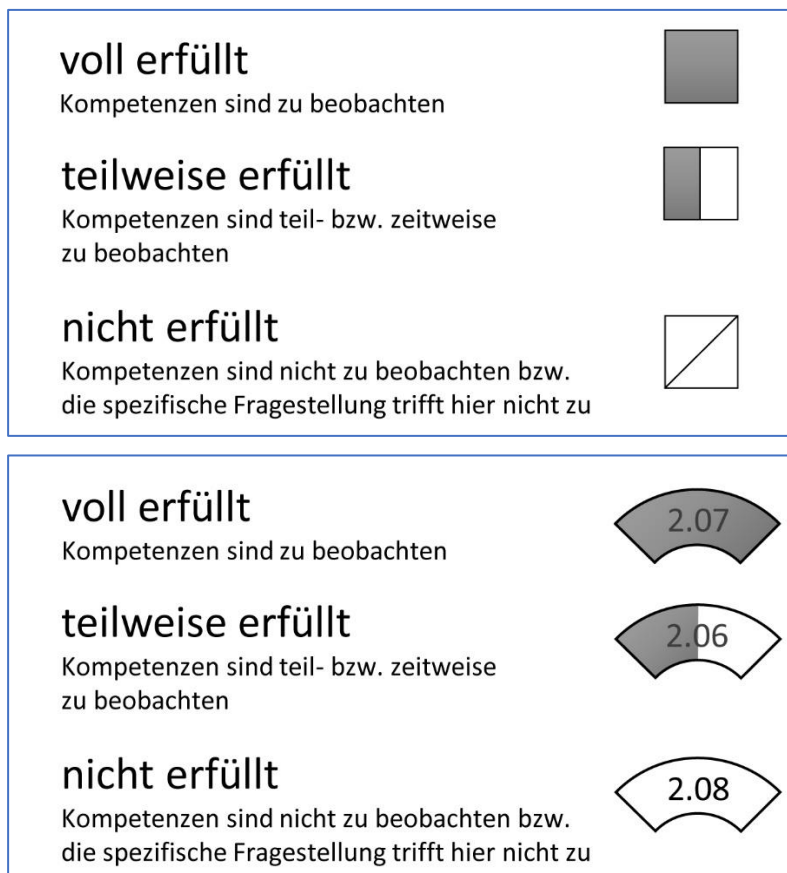 voll erfüllt
Kompetenzen sind zu beobachten
teilweise erfüllt
Kompetenzen sind teil- bzw. zeitweise
zu beobachten
nicht erfüllt
Kompetenzen sind nicht zu beobachten bzw.
die spezifische Fragestellung trifft hier nicht zu
voll erfüllt
2.07
Kompetenzen sind zu beobachten
teilweise erfüllt
2.06
Kompetenzen sind teil- bzw. zeitweise
zu beobachten
nicht erfüllt
2.08
Kompetenzen sind nicht zu beobachten bzw.
die spezifische Fragestellung trifft hier nicht zu